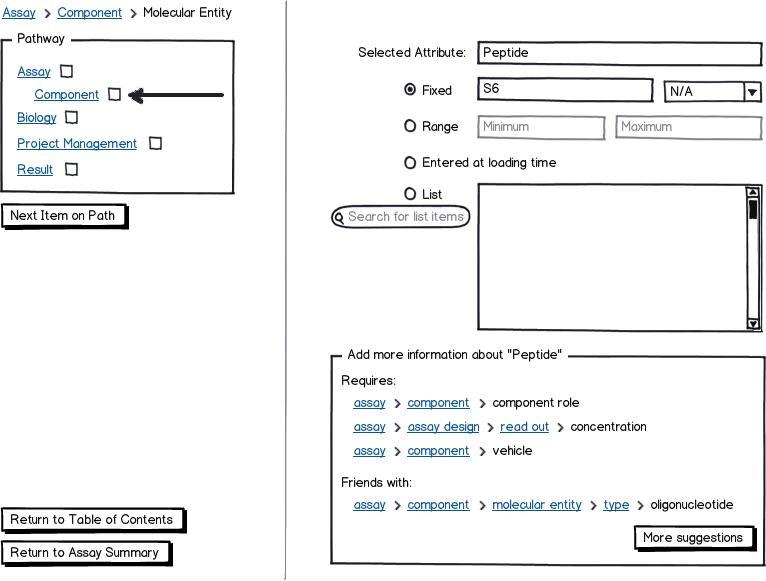 Assay > Component > Molecular Entity
Pathway
Assay
Component
Biology
Project Management
Result
Next Item on Path
Return to Table of Contents
Return to Assay Summary
Selected Attribute: Peptide
Fixed S6 N/A
Range Minimum Maximum
Entered at loading time
List
Search for list items
Add more information about "Peptide"
Requires:
assay > component > component role
assay > assay design > read out > concentration
assay > component > vehicle
Friends with:
assay > component > molecular entity > type > oligonucleotide
More suggestions